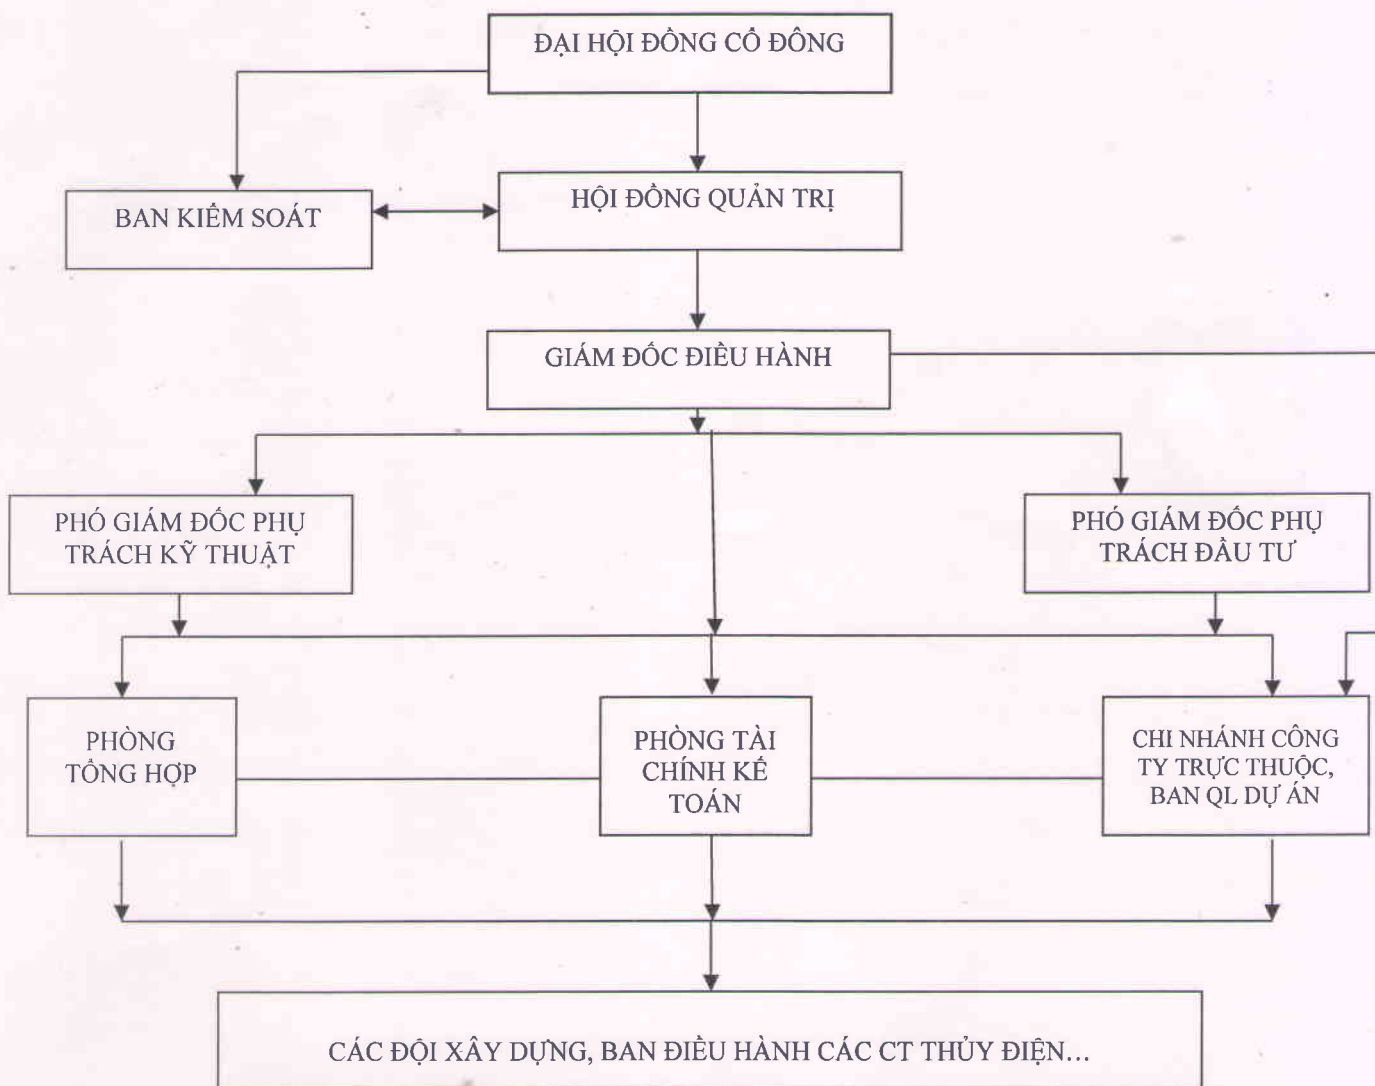 ĐẠI HỘI ĐỒNG CỔ ĐÔNG
BAN KIỂM SOÁT
HỘI ĐỒNG QUẢN TRỊ
GIÁM ĐỐC ĐIỀU HÀNH
PHÓ GIÁM ĐỐC PHỤ
TRÁCH KỸ THUẬT
PHÓ GIÁM ĐỐC PHỤ
TRÁCH ĐẦU TƯ
PHÒNG
TỔNG HỢP
PHÒNG TÀI
CHÍNH KẾ
TOÁN
CHI NHÁNH CÔNG
TY TRỰC THUỘC,
BAN QL DỰ ÁN
CÁC ĐỘI XÂY DỰNG, BAN ĐIỀU HÀNH CÁC CT THỦY ĐIỆN...